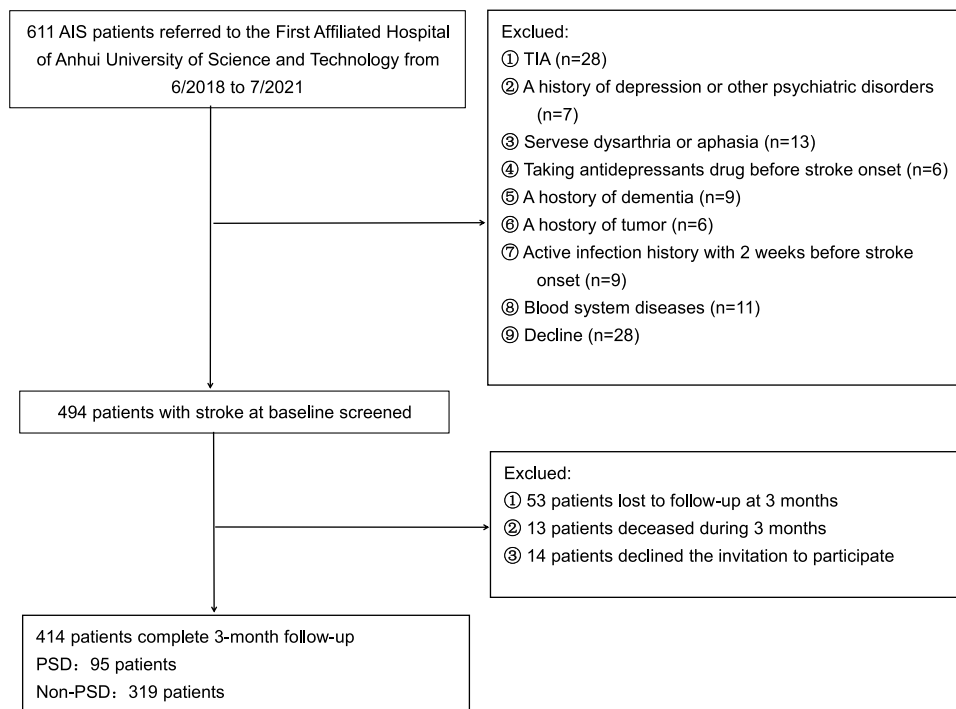 611 AIS patients referred to the First Affiliated Hospital
of Anhui University of Science and Technology from
6/2018 to 7/2021
Exclued:
① TIA (n=28)
② A history of depression or other psychiatric disorders
(n=7)
③ Servese dysarthria or aphasia (n=13)
④ Taking antidepressants drug before stroke onset (n=6)
⑤ A hostory of dementia (n=9)
⑥ A hostory of tumor (n=6)
⑦ Active infection history with 2 weeks before stroke
onset (n=9)
⑧ Blood system diseases (n=11)
⑨ Decline (n=28)
494 patients with stroke at baseline screened
Exclued:
① 53 patients lost to follow-up at 3 months
② 13 patients deceased during 3 months
③ 14 patients declined the invitation to participate
414 patients complete 3-month follow-up
PSD：95 patients
Non-PSD：319 patients